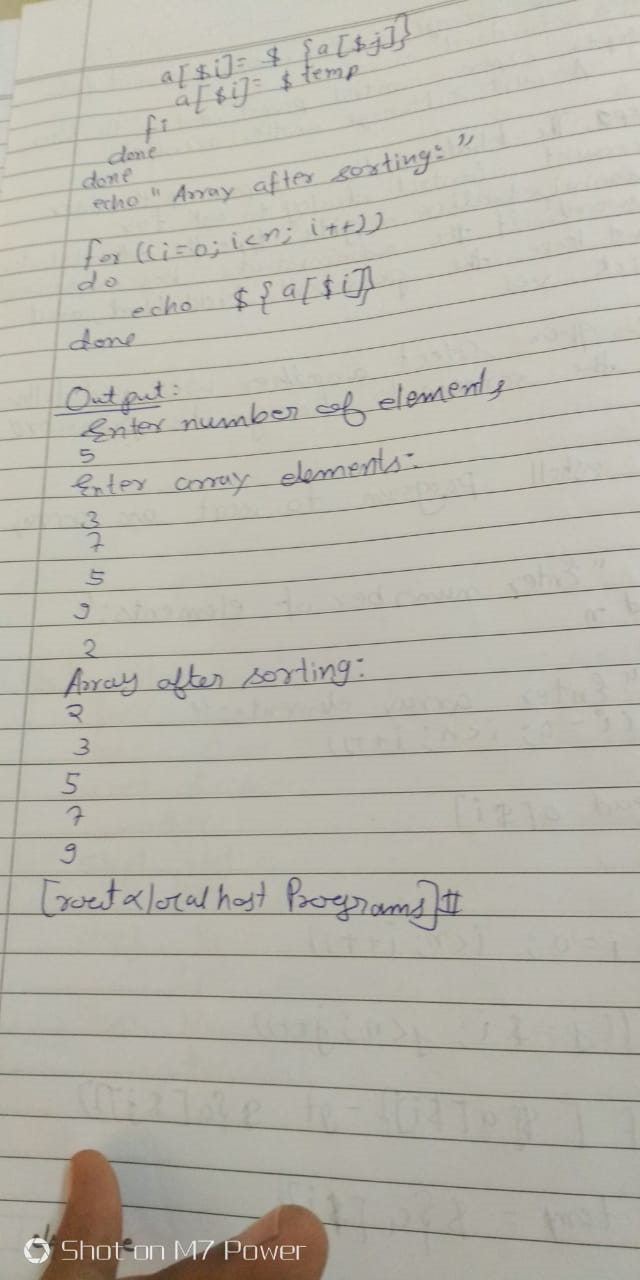 a[$i]= ${a[$j]}
a[$i]= $temp
fi
done
done
echo "Array after sorting:"
for ((i=0; i<n; i++))
do
echo ${a[$i]}
done
Output:
Enter number of elements
5
Enter array elements:
3
7
5
9
2
Array after sorting:
2
3
5
7
9
[root@localhost Programs]#
Shot on M7 Power